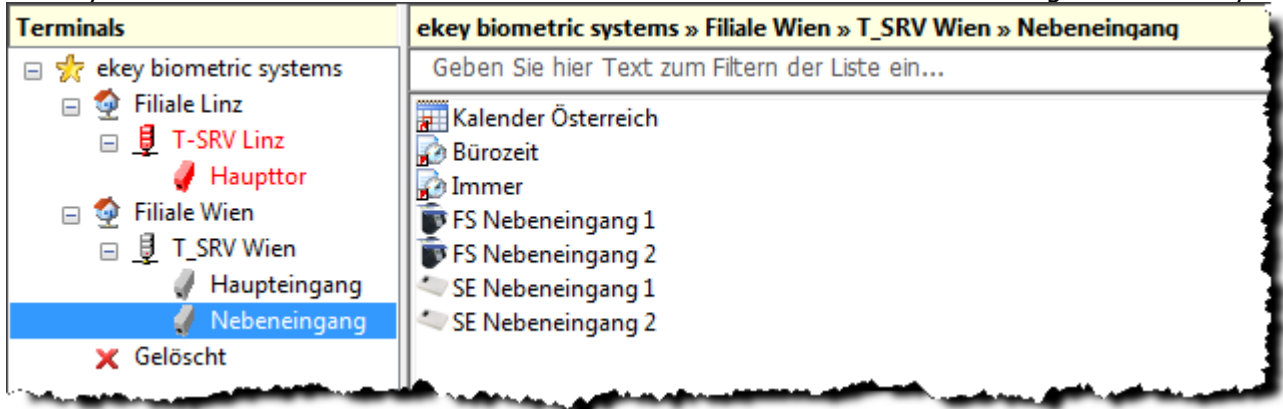 Terminals
ekey biometric systems
Filiale Linz
T-SRV Linz
Haupttor
Filiale Wien
T_SRV Wien
Haupteingang
Nebeneingang
Gelöscht
ekey biometric systems » Filiale Wien » T_SRV Wien » Nebeneingang
Geben Sie hier Text zum Filtern der Liste ein...
Kalender Österreich
Bürozeit
Immer
FS Nebeneingang 1
FS Nebeneingang 2
SE Nebeneingang 1
SE Nebeneingang 2